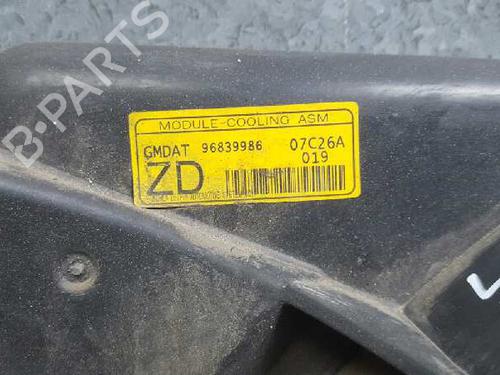 MODULE-COOLING ASM
GMDAT 96839986 07C26A
ZD 019
B-PARTS